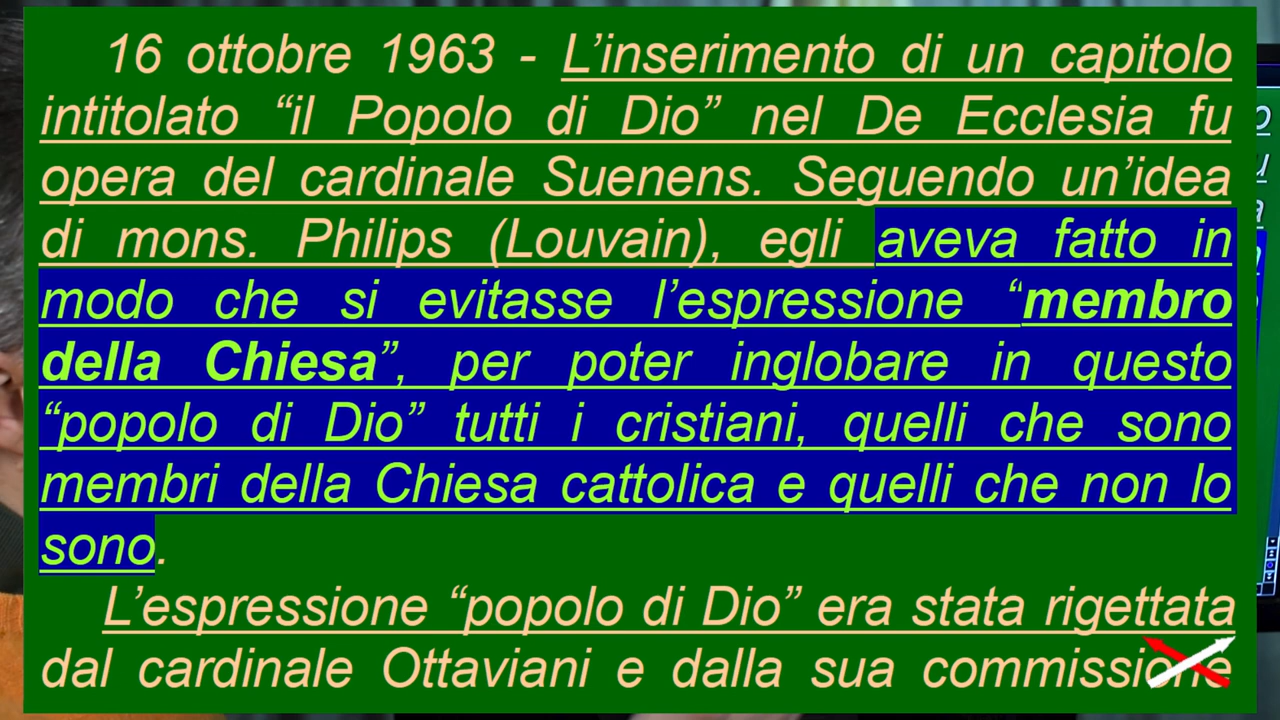 16 ottobre 1963 - L’inserimento di un capitolo
intitolato “il Popolo di Dio” nel De Ecclesia fu
opera del cardinale Suenens. Seguendo un’idea
di mons. Philips (Louvain), egli aveva fatto in
modo che si evitasse l’espressione “membro
della Chiesa”, per poter inglobare in questo
“popolo di Dio” tutti i cristiani, quelli che sono
membri della Chiesa cattolica e quelli che non lo
sono.
L’espressione “popolo di Dio” era stata rigettata
dal cardinale Ottaviani e dalla sua commissione